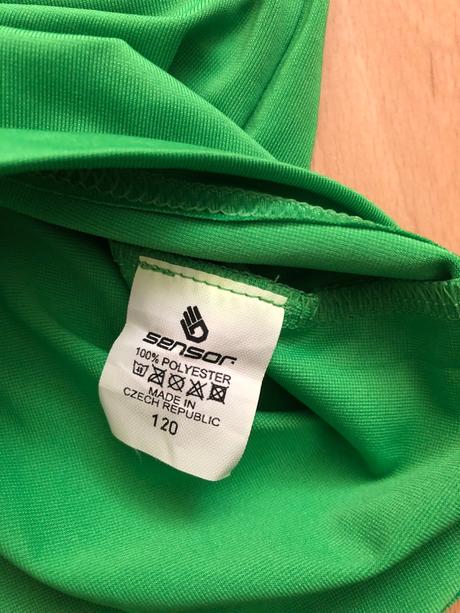 sensor
100% POLYESTER
MADE IN
CZECH REPUBLIC
120